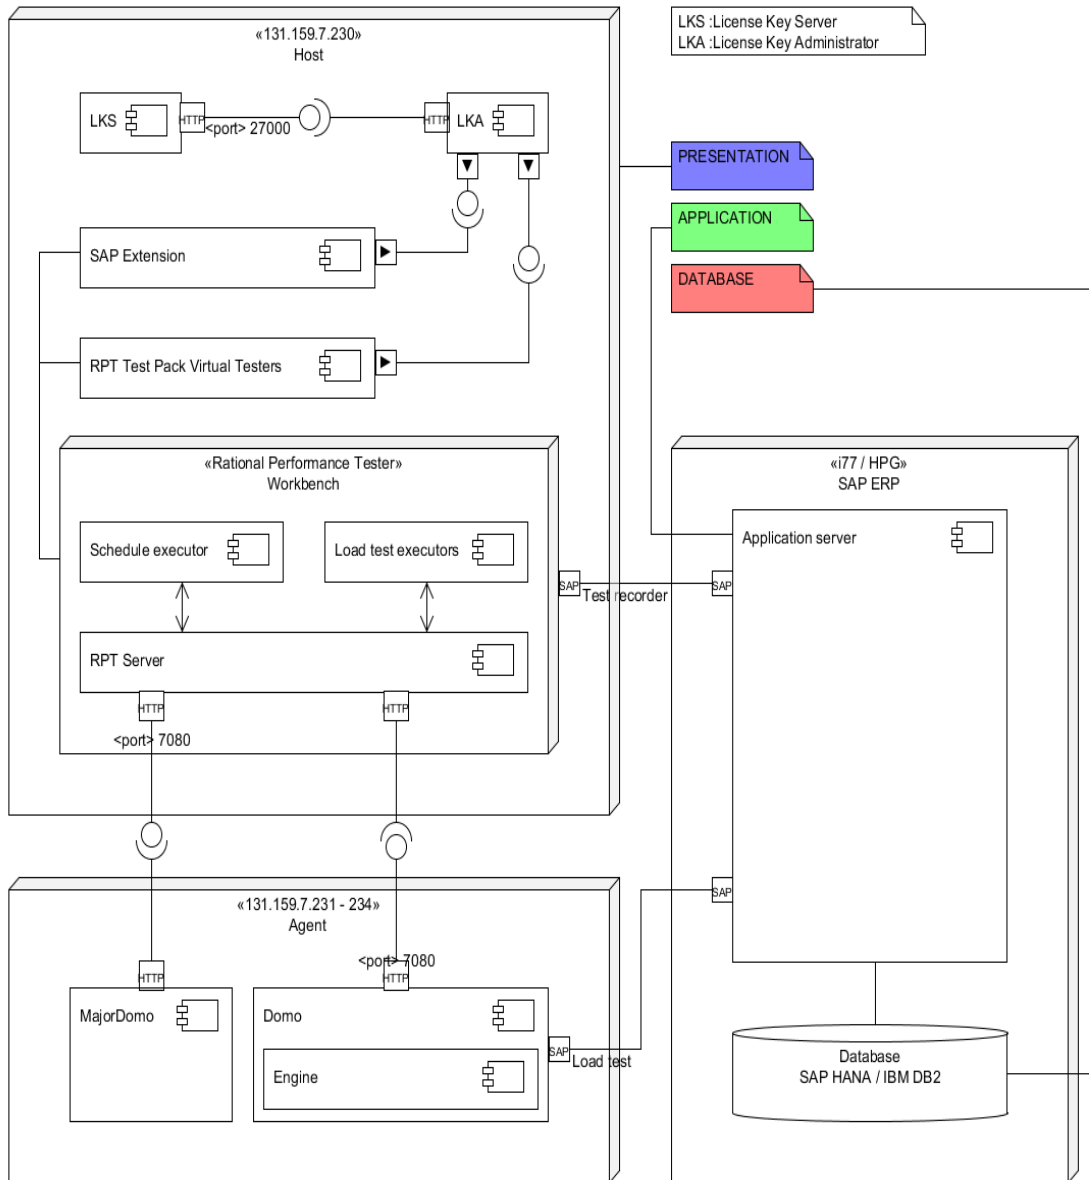 «131.159.7.230»
Host
LKS :License Key Server
LKA :License Key Administrator
LKS
HTTP
<port> 27000
HTTP
LKA
PRESENTATION
APPLICATION
DATABASE
SAP Extension
RPT Test Pack Virtual Testers
«Rational Performance Tester»
Workbench
«i77 / HPG»
SAP ERP
Schedule executor
Load test executors
Application server
SAP
Test recorder
SAP
RPT Server
HTTP
HTTP
<port> 7080
«131.159.7.231 - 234»
Agent
SAP
<port> 7080
HTTP
HTTP
MajorDomo
Domo
SAP
Load test
Engine
Database
SAP HANA / IBM DB2